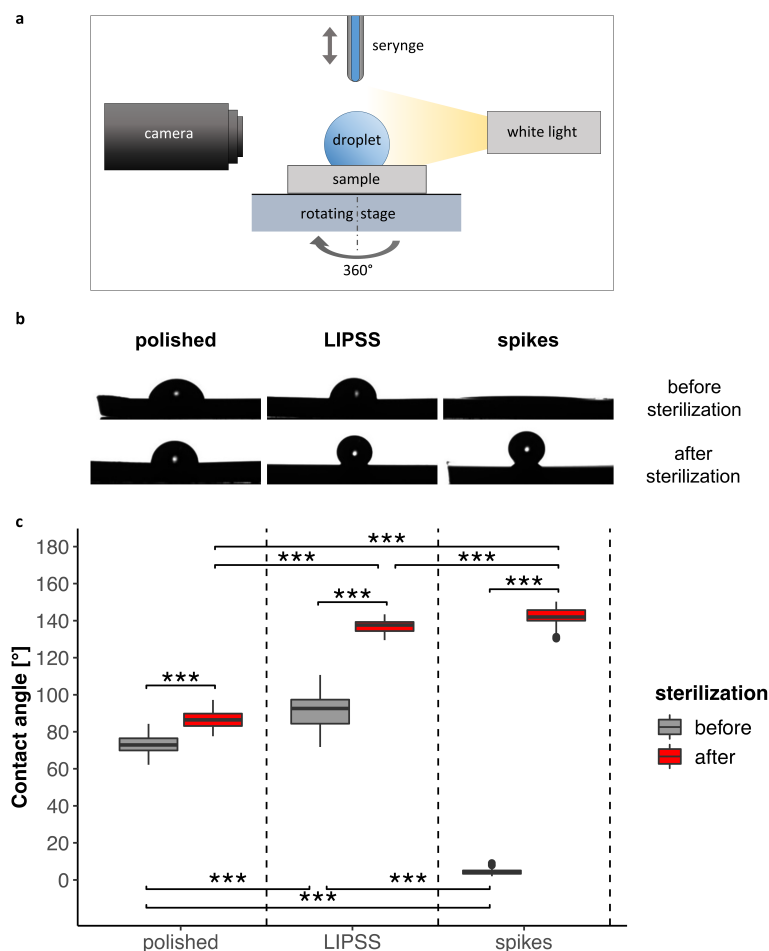 a
serynge
camera
droplet
white light
sample
rotating stage
360°
b
polished LIPSS spikes
before
sterilization
after
sterilization
c
180
160
140
120
100
80
60
40
20
0
Contact angle [°]
***
***
***
***
***
***
***
***
***
sterilization
before
after
polished LIPSS spikes